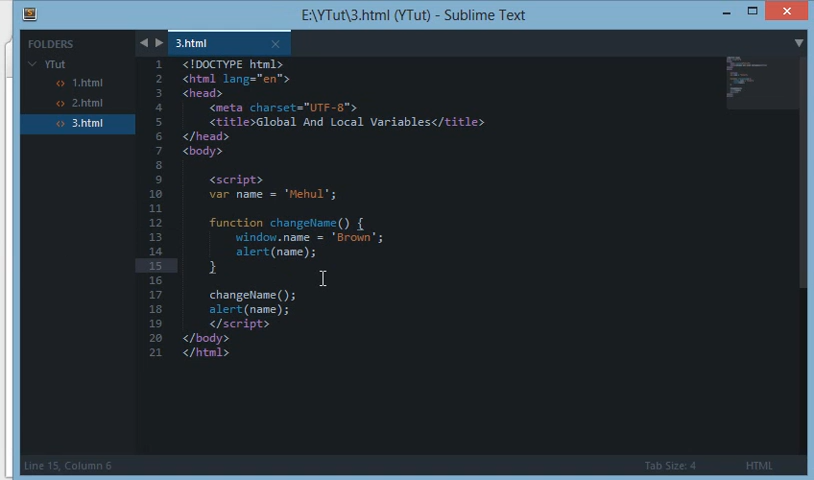 E:\YTut\3.html (YTut) - Sublime Text
FOLDERS
YTut
<> 1.html
<> 2.html
<> 3.html
3.html
1 <!DOCTYPE html>
2 <html lang="en">
3 <head>
4 <meta charset="UTF-8">
5 <title>Global And Local Variables</title>
6 </head>
7 <body>
8
9 <script>
10 var name = 'Mehul';
11
12 function changeName() {
13 window.name = 'Brown';
14 alert(name);
15 }
16
17 changeName();
18 alert(name);
19 </script>
20 </body>
21 </html>
Line 15, Column 6
Tab Size: 4
HTML